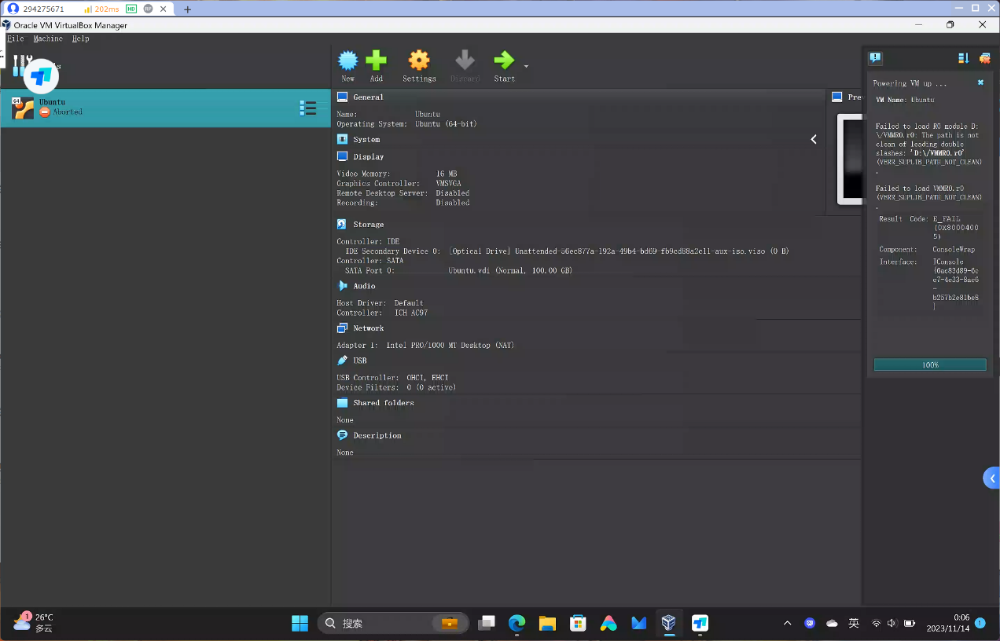 294275671 202ms HD RP
Oracle VM VirtualBox Manager
File Machine Help
New Add Settings Discard Start
64 Ubuntu
Aborted
General
Name: Ubuntu
Operating System: Ubuntu (64-bit)
System
Display
Video Memory: 16 MB
Graphics Controller: VMSVGA
Remote Desktop Server: Disabled
Recording: Disabled
Storage
Controller: IDE
IDE Secondary Device 0: [Optical Drive] Unattended-56ec877a-192a-49b4-bd69-fb9cd88a2c11-aux-iso.viso (0 B)
Controller: SATA
SATA Port 0: Ubuntu.vdi (Normal, 100.00 GB)
Audio
Host Driver: Default
Controller: ICH AC97
Network
Adapter 1: Intel PRO/1000 MT Desktop (NAT)
USB
USB Controller: OHCI, EHCI
Device Filters: 0 (0 active)
Shared folders
None
Description
None
Pre
Powering VM up ...
VM Name: Ubuntu
Failed to load R0 module D:
\/VMMR0.r0: The path is not
clean of leading double
slashes: 'D:\/VMMR0.r0'
(VERR_SUPLIB_PATH_NOT_CLEAN)
.
Failed to load VMMR0.r0
(VERR_SUPLIB_PATH_NOT_CLEAN)
.
Result Code: E_FAIL
(0X8000400
5)
Component: ConsoleWrap
Interface: IConsole
{6ac83d89-6e
e7-4e33-8ae6
-
b257b2e81be8
}
100%
1
26°C
多云
搜索
英
0:06
2023/11/14
1